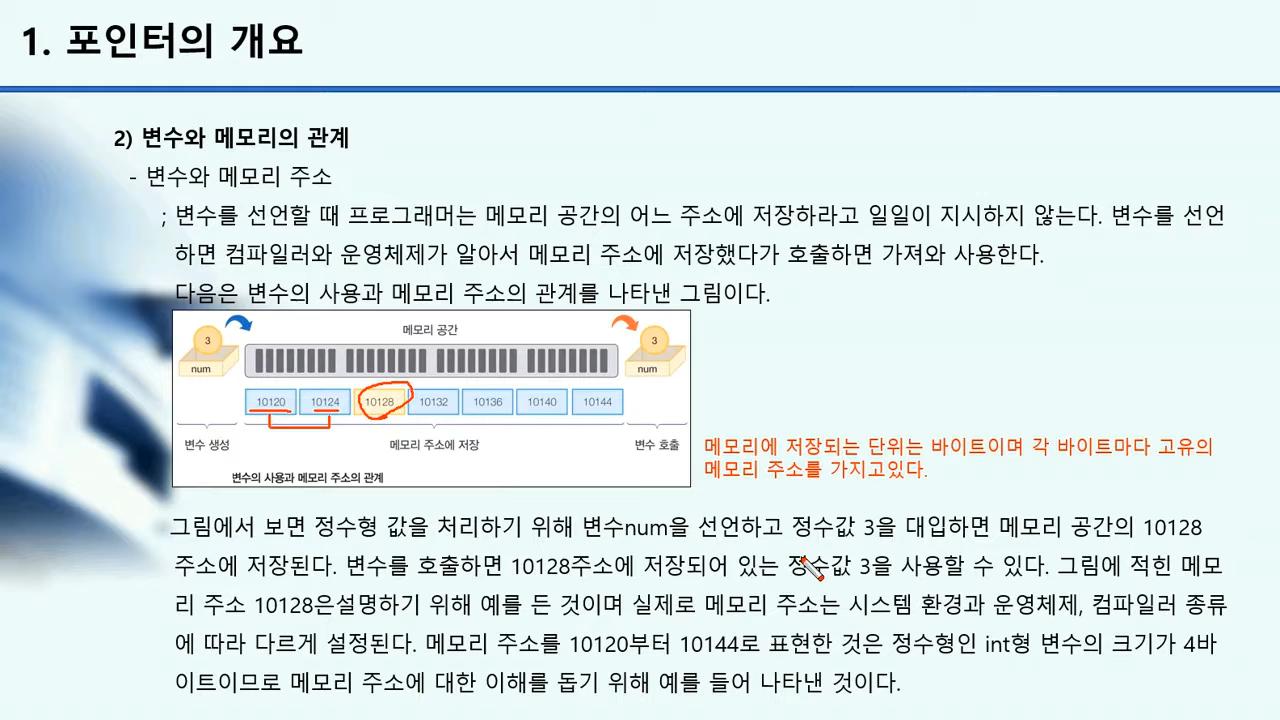 1. 포인터의 개요
2) 변수와 메모리의 관계
- 변수와 메모리 주소
; 변수를 선언할 때 프로그래머는 메모리 공간의 어느 주소에 저장하라고 일일이 지시하지 않는다. 변수를 선언
하면 컴파일러와 운영체제가 알아서 메모리 주소에 저장했다가 호출하면 가져와 사용한다.
다음은 변수의 사용과 메모리 주소의 관계를 나타낸 그림이다.
3 메모리 공간 3
num num
10120 10124 10128 10132 10136 10140 10144
변수 생성 메모리 주소에 저장 변수 호출
변수의 사용과 메모리 주소의 관계
메모리에 저장되는 단위는 바이트이며 각 바이트마다 고유의
메모리 주소를 가지고있다.
그림에서 보면 정수형 값을 처리하기 위해 변수num을 선언하고 정수값 3을 대입하면 메모리 공간의 10128
주소에 저장된다. 변수를 호출하면 10128주소에 저장되어 있는 정수값 3을 사용할 수 있다. 그림에 적힌 메모
리 주소 10128은설명하기 위해 예를 든 것이며 실제로 메모리 주소는 시스템 환경과 운영체제, 컴파일러 종류
에 따라 다르게 설정된다. 메모리 주소를 10120부터 10144로 표현한 것은 정수형인 int형 변수의 크기가 4바
이트이므로 메모리 주소에 대한 이해를 돕기 위해 예를 들어 나타낸 것이다.